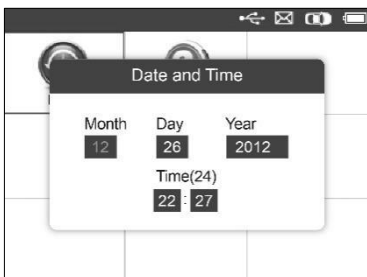 Date and Time
Month Day Year
12 26 2012
Time(24)
22 : 27